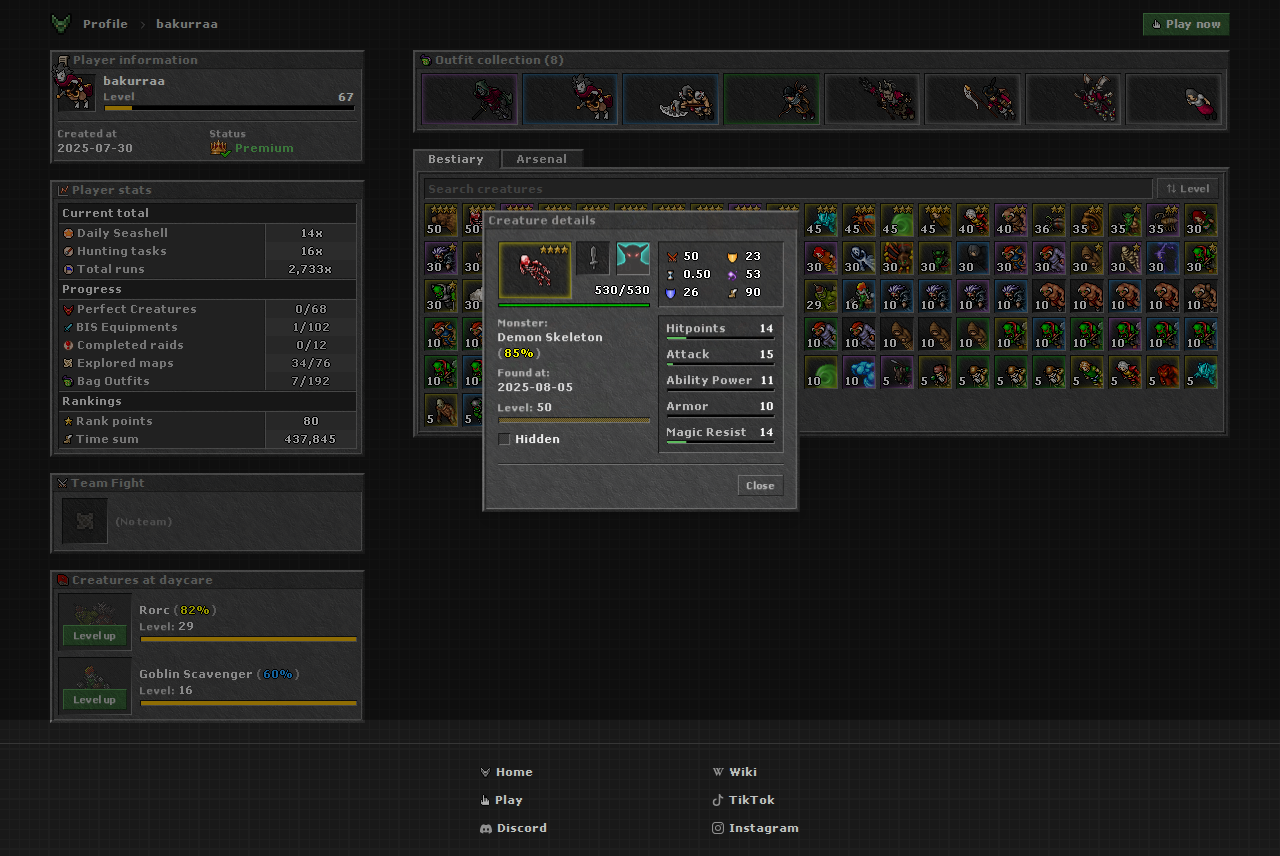 Profile > bakurraa
Play now
Player information
bakurraa
Level 67
Created at Status
2025-07-30 Premium
Player stats
Current total
Daily Seashell 14x
Hunting tasks 16x
Total runs 2,733x
Progress
Perfect Creatures 0/68
BIS Equipments 1/102
Completed raids 0/12
Explored maps 34/76
Bag Outfits 7/192
Rankings
Rank points 80
Time sum 437,845
Team Fight
(No team)
Creatures at daycare
Rorc (82%)
Level: 29
Level up
Goblin Scavenger (60%)
Level: 16
Level up
Outfit collection (8)
Bestiary Arsenal
Search creatures Level
50 50 45 45 45 40 40 40 36 35 35 35 30
30 30 30 30 30 30 30 30 30 30 30 30
30 30 29 16 10 10 10 10 10 10 10 10 10
10 10 10 10 10 10 10 10 10 10 10 10 10
10 10 10 10 5 5 5 5 5 5 5 5 5
5 5
Creature details
530/530
50 23
0.50 53
26 90
Monster:
Demon Skeleton
(85%)
Found at:
2025-08-05
Level: 50
Hidden
Hitpoints 14
Attack 15
Ability Power 11
Armor 10
Magic Resist 14
Close
Home
Play
Discord
Wiki
TikTok
Instagram